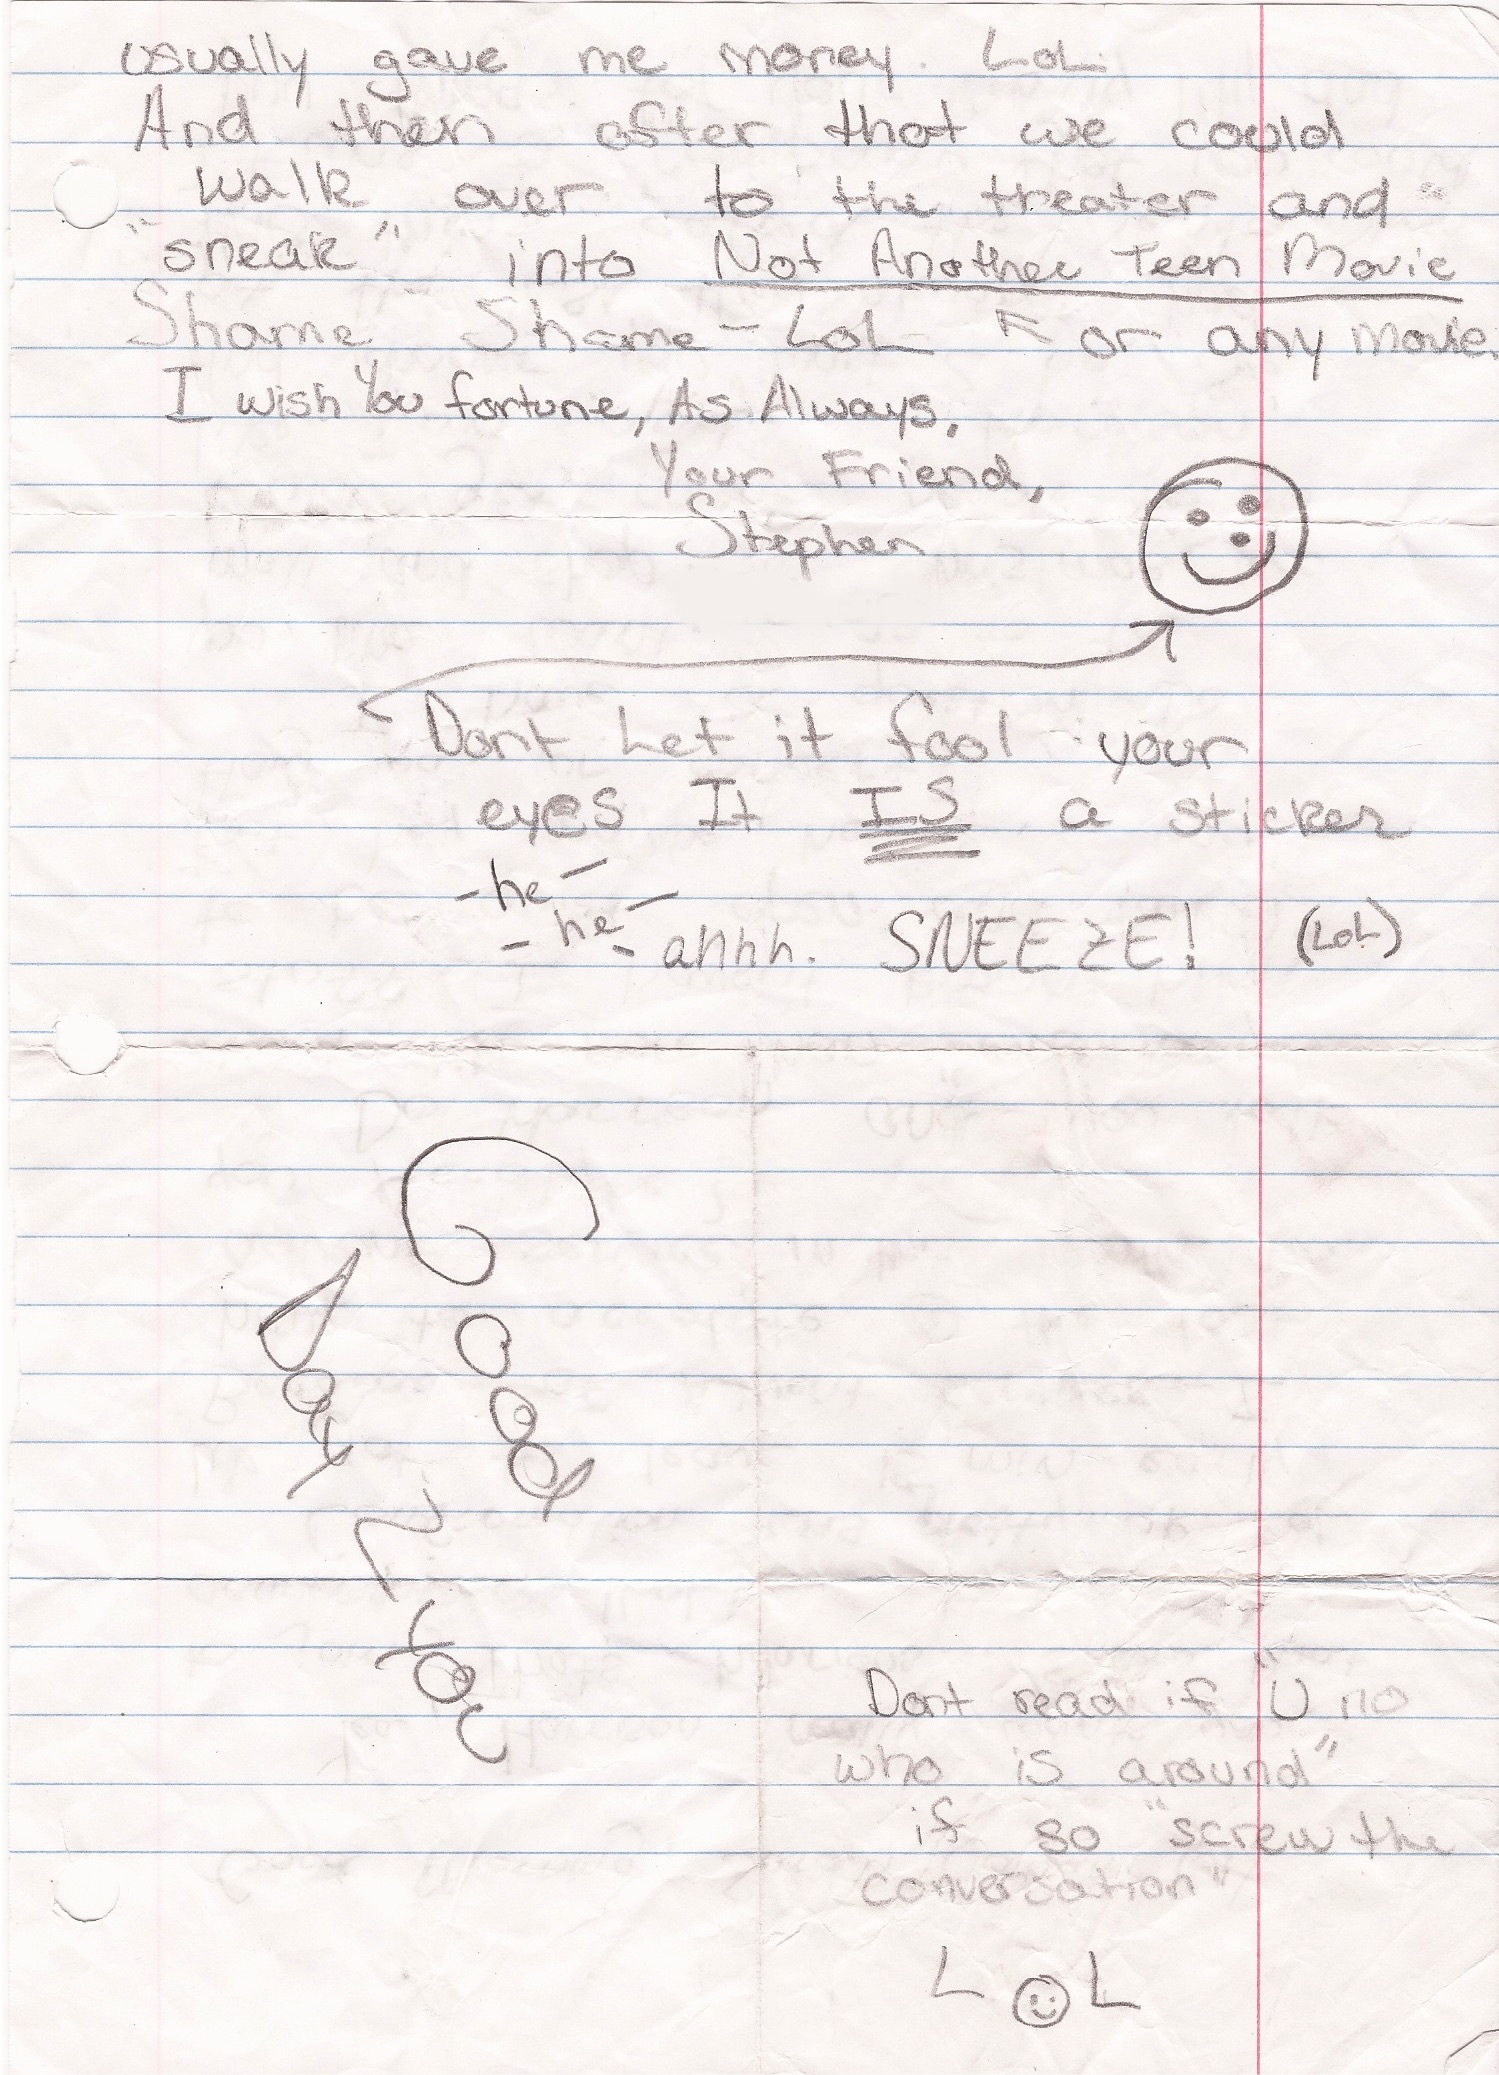 usually gave me money. LoL
And then after that we could
walk over to the treater and "
"sneak" into Not Another Teen Movie
Shame Shame - LoL or any movie.
I wish You fortune, As Always,
Your Friend,
Stephen
Dont Let it fool your
eyes It IS a sticker
-he-
-he-
ahhh. SNEEZE! (LoL)
Good
Day
2
Dont read if "U no
who is around"
if so "screw the
conversation"
LOL